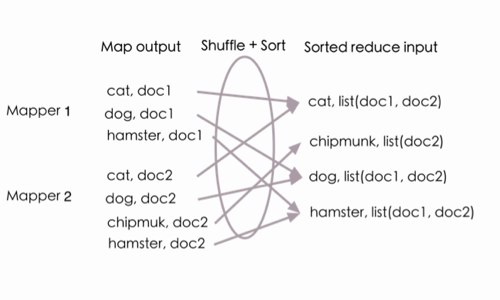 Map output Shuffle + Sort Sorted reduce input
Mapper 1
cat, doc1
dog, doc1
hamster, doc1
Mapper 2
cat, doc2
dog, doc2
chipmuk, doc2
hamster, doc2
cat, list(doc1, doc2)
chipmunk, list(doc2)
dog, list(doc1, doc2)
hamster, list(doc1, doc2)